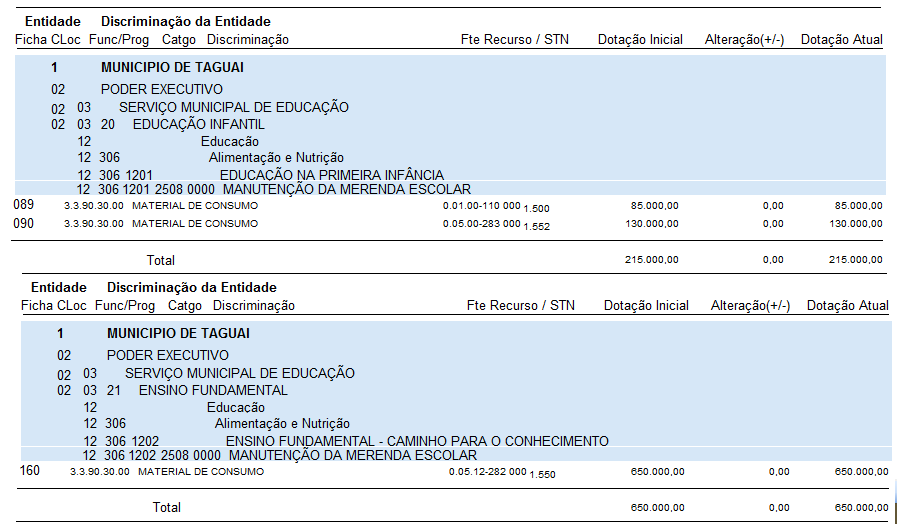 Entidade Discriminação da Entidade
Ficha CLoc Func/Prog Catgo Discriminação Fte Recurso / STN Dotação Inicial Alteração(+/-) Dotação Atual
1 MUNICIPIO DE TAGUAI
02 PODER EXECUTIVO
02 03 SERVIÇO MUNICIPAL DE EDUCAÇÃO
02 03 20 EDUCAÇÃO INFANTIL
12 Educação
12 306 Alimentação e Nutrição
12 306 1201 EDUCAÇÃO NA PRIMEIRA INFÂNCIA
12 306 1201 2508 0000 MANUTENÇÃO DA MERENDA ESCOLAR
089 3.3.90.30.00 MATERIAL DE CONSUMO 0.01.00-110 000 1.500 85.000,00 0,00 85.000,00
090 3.3.90.30.00 MATERIAL DE CONSUMO 0.05.00-283 000 1.552 130.000,00 0,00 130.000,00
Total 215.000,00 0,00 215.000,00
Entidade Discriminação da Entidade
Ficha CLoc Func/Prog Catgo Discriminação Fte Recurso / STN Dotação Inicial Alteração(+/-) Dotação Atual
1 MUNICIPIO DE TAGUAI
02 PODER EXECUTIVO
02 03 SERVIÇO MUNICIPAL DE EDUCAÇÃO
02 03 21 ENSINO FUNDAMENTAL
12 Educação
12 306 Alimentação e Nutrição
12 306 1202 ENSINO FUNDAMENTAL - CAMINHO PARA O CONHECIMENTO
12 306 1202 2508 0000 MANUTENÇÃO DA MERENDA ESCOLAR
160 3.3.90.30.00 MATERIAL DE CONSUMO 0.05.12-282 000 1.550 650.000,00 0,00 650.000,00
Total 650.000,00 0,00 650.000,00